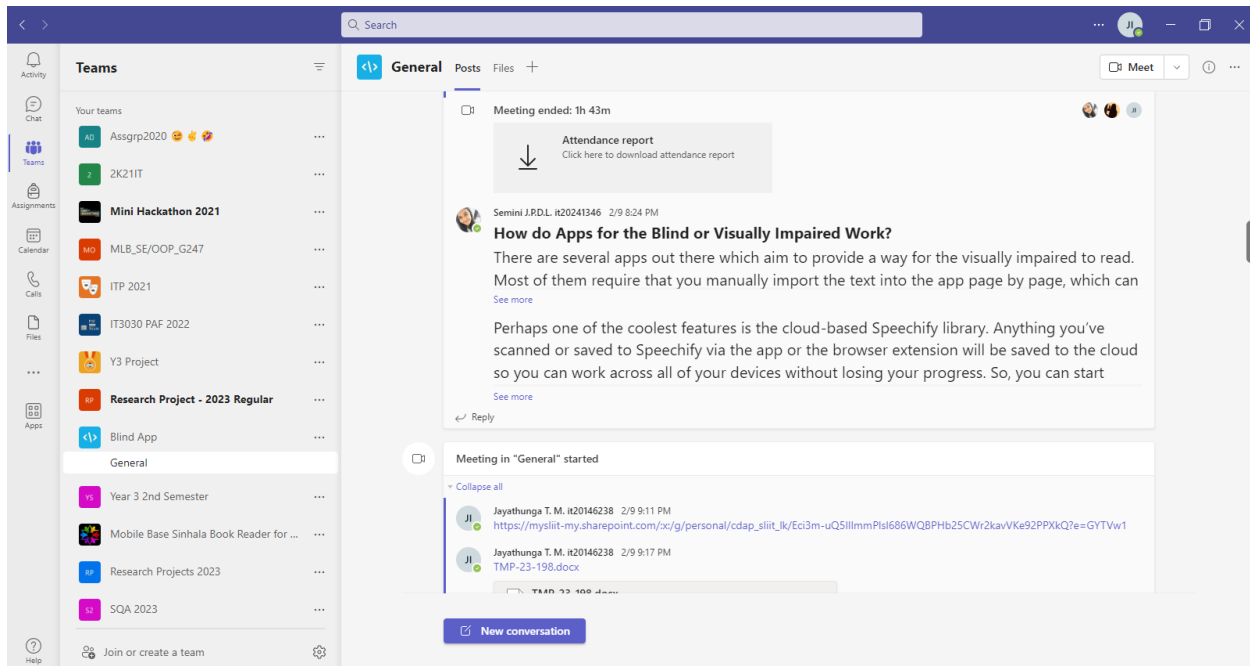 Search
JI
Activity
Chat
Teams
Assignments
Calendar
Calls
Files
Apps
Help
Teams
Your teams
AO Assgrp2020 😉✌🤣
2 2K21IT
Mini Hackathon 2021
MO MLB_SE/OOP_G247
ITP 2021
IT3030 PAF 2022
Y3 Project
RP Research Project - 2023 Regular
Blind App
General
YS Year 3 2nd Semester
Mobile Base Sinhala Book Reader for ...
RP Research Projects 2023
S2 SQA 2023
Join or create a team
General Posts Files
Meet
Meeting ended: 1h 43m
JI
Attendance report
Click here to download attendance report
Semini J.P.D.L. it20241346 2/9 8:24 PM
How do Apps for the Blind or Visually Impaired Work?
There are several apps out there which aim to provide a way for the visually impaired to read.
Most of them require that you manually import the text into the app page by page, which can
See more
Perhaps one of the coolest features is the cloud-based Speechify library. Anything you’ve
scanned or saved to Speechify via the app or the browser extension will be saved to the cloud
so you can work across all of your devices without losing your progress. So, you can start
See more
Reply
Meeting in "General" started
Collapse all
JI
Jayathunga T. M. it20146238 2/9 9:11 PM
JI
Jayathunga T. M. it20146238 2/9 9:17 PM
TMP-23-198.docx
TMP-23-198.docx
New conversation